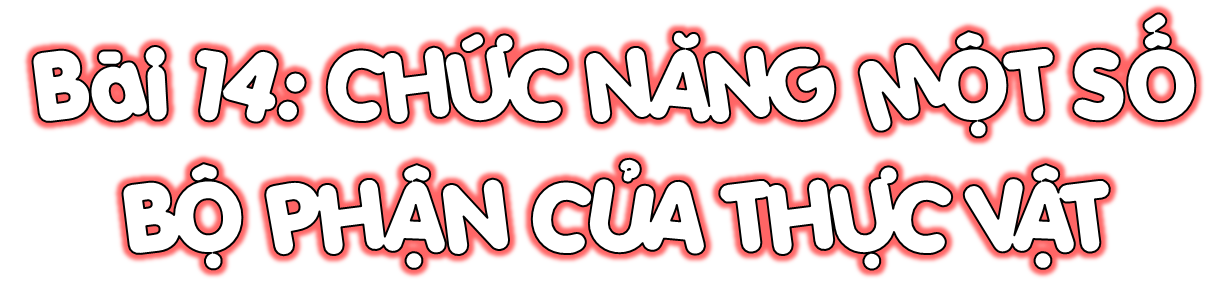 Bài 14: CHỨC NĂNG MỘT SỐ
BỘ PHẬN CỦA THỰC VẬT